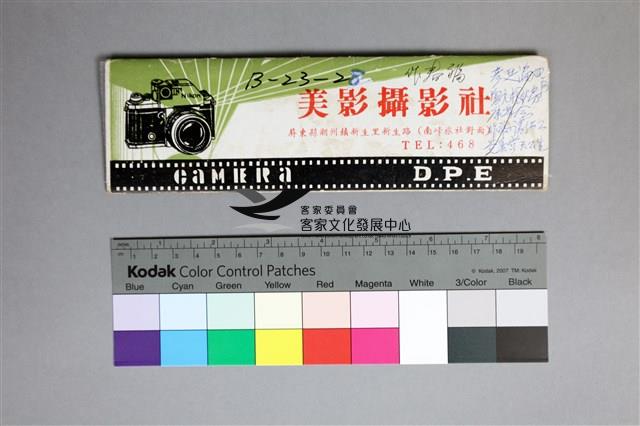 B-23-28
美影攝影社
屏東縣潮州鎮新生里新生路(南峰旅社對面)
TEL:468
CAMERA D.P.E
客家委員會
客家文化發展中心
Kodak Color Control Patches
© Kodak, 2007 TM: Kodak
Blue Cyan Green Yellow Red Magenta White 3/Color Black